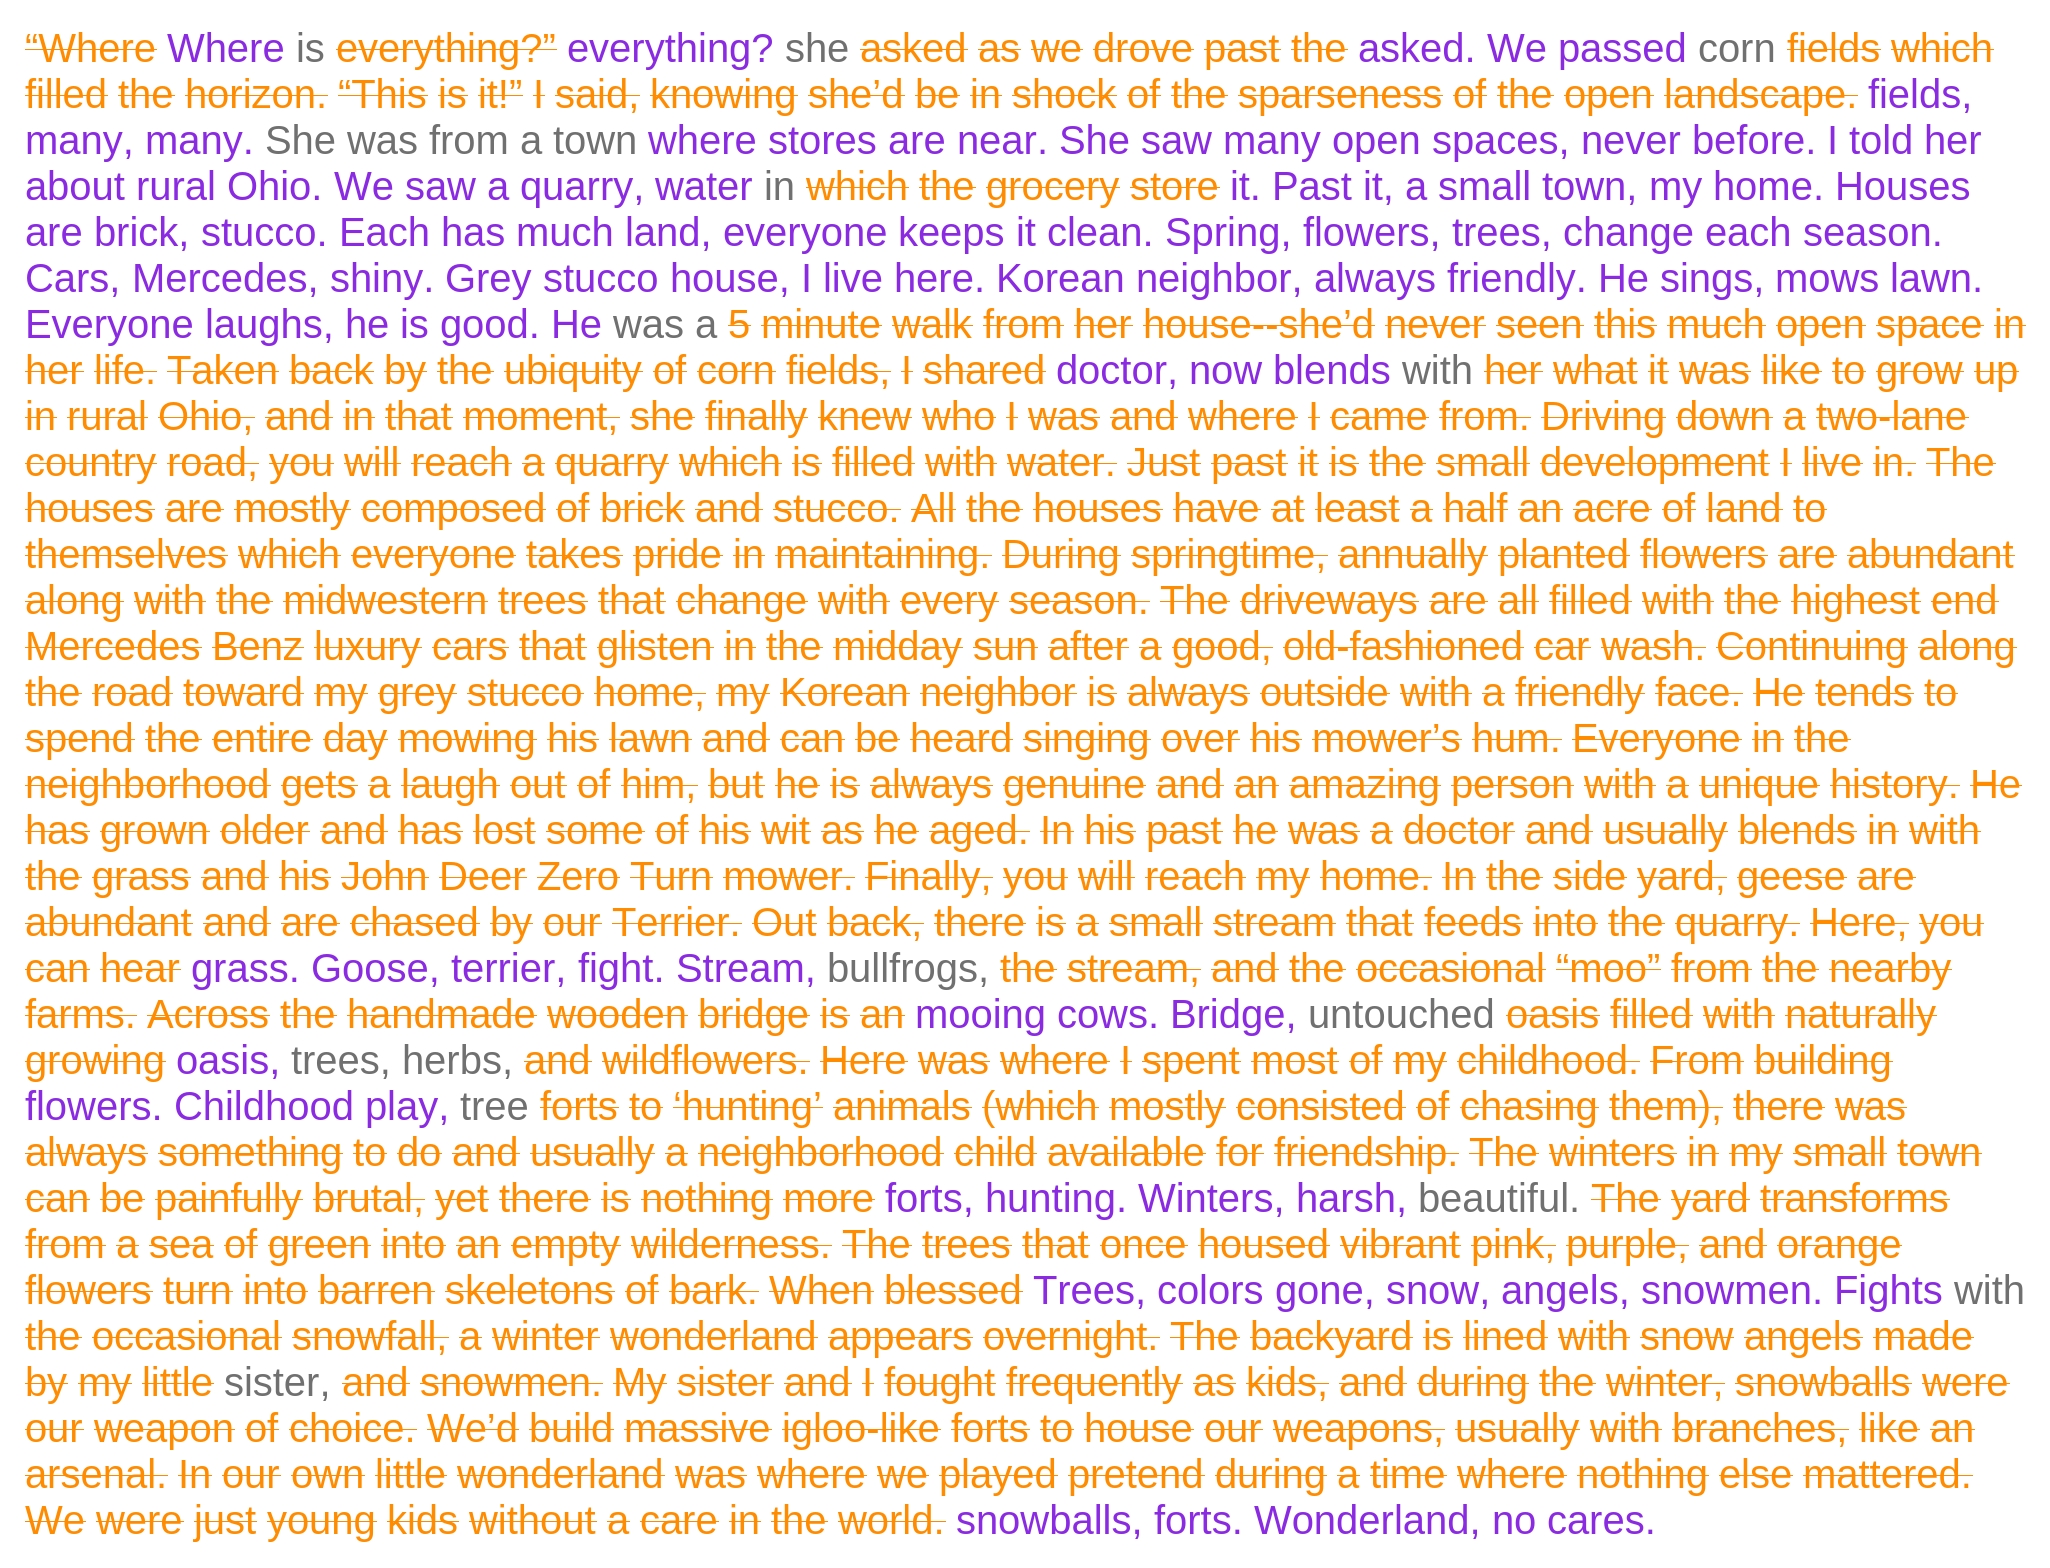 “Where Where is everything?” everything? she asked as we drove past the asked. We passed corn fields which
filled the horizon. “This is it!” I said, knowing she’d be in shock of the sparseness of the open landscape. fields,
many, many. She was from a town where stores are near. She saw many open spaces, never before. I told her
about rural Ohio. We saw a quarry, water in which the grocery store it. Past it, a small town, my home. Houses
are brick, stucco. Each has much land, everyone keeps it clean. Spring, flowers, trees, change each season.
Cars, Mercedes, shiny. Grey stucco house, I live here. Korean neighbor, always friendly. He sings, mows lawn.
Everyone laughs, he is good. He was a 5 minute walk from her house--she’d never seen this much open space in
her life. Taken back by the ubiquity of corn fields, I shared doctor, now blends with her what it was like to grow up
in rural Ohio, and in that moment, she finally knew who I was and where I came from. Driving down a two-lane
country road, you will reach a quarry which is filled with water. Just past it is the small development I live in. The
houses are mostly composed of brick and stucco. All the houses have at least a half an acre of land to
themselves which everyone takes pride in maintaining. During springtime, annually planted flowers are abundant
along with the midwestern trees that change with every season. The driveways are all filled with the highest end
Mercedes Benz luxury cars that glisten in the midday sun after a good, old-fashioned car wash. Continuing along
the road toward my grey stucco home, my Korean neighbor is always outside with a friendly face. He tends to
spend the entire day mowing his lawn and can be heard singing over his mower’s hum. Everyone in the
neighborhood gets a laugh out of him, but he is always genuine and an amazing person with a unique history. He
has grown older and has lost some of his wit as he aged. In his past he was a doctor and usually blends in with
the grass and his John Deer Zero Turn mower. Finally, you will reach my home. In the side yard, geese are
abundant and are chased by our Terrier. Out back, there is a small stream that feeds into the quarry. Here, you
can hear grass. Goose, terrier, fight. Stream, bullfrogs, the stream, and the occasional “moo” from the nearby
farms. Across the handmade wooden bridge is an mooing cows. Bridge, untouched oasis filled with naturally
growing oasis, trees, herbs, and wildflowers. Here was where I spent most of my childhood. From building
flowers. Childhood play, tree forts to ‘hunting’ animals (which mostly consisted of chasing them), there was
always something to do and usually a neighborhood child available for friendship. The winters in my small town
can be painfully brutal, yet there is nothing more forts, hunting. Winters, harsh, beautiful. The yard transforms
from a sea of green into an empty wilderness. The trees that once housed vibrant pink, purple, and orange
flowers turn into barren skeletons of bark. When blessed Trees, colors gone, snow, angels, snowmen. Fights with
the occasional snowfall, a winter wonderland appears overnight. The backyard is lined with snow angels made
by my little sister, and snowmen. My sister and I fought frequently as kids, and during the winter, snowballs were
our weapon of choice. We’d build massive igloo-like forts to house our weapons, usually with branches, like an
arsenal. In our own little wonderland was where we played pretend during a time where nothing else mattered.
We were just young kids without a care in the world. snowballs, forts. Wonderland, no cares.